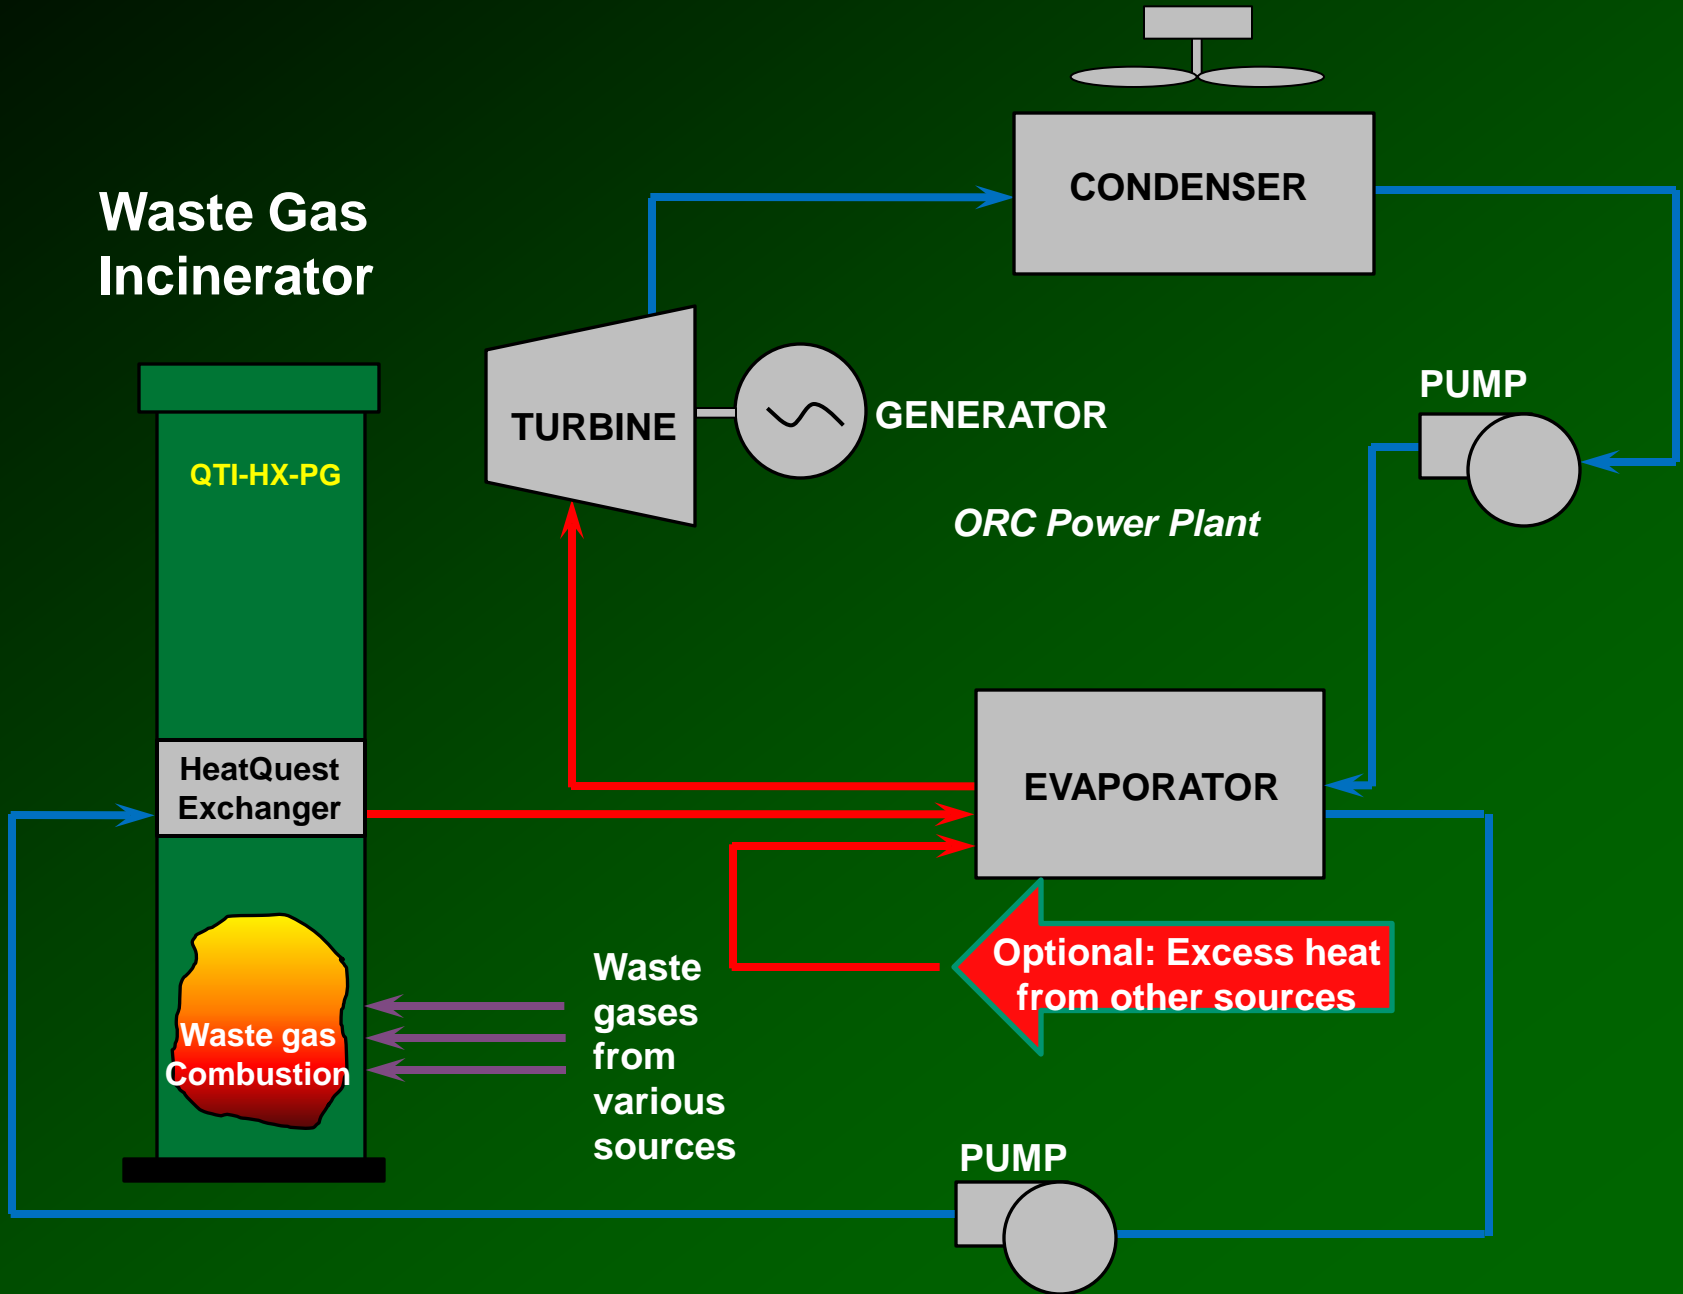 Waste Gas
Incinerator
CONDENSER
PUMP
TURBINE
GENERATOR
QTI-HX-PG
ORC Power Plant
HeatQuest
Exchanger
EVAPORATOR
Optional: Excess heat
from other sources
Waste gas
Combustion
Waste
gases
from
various
sources
PUMP